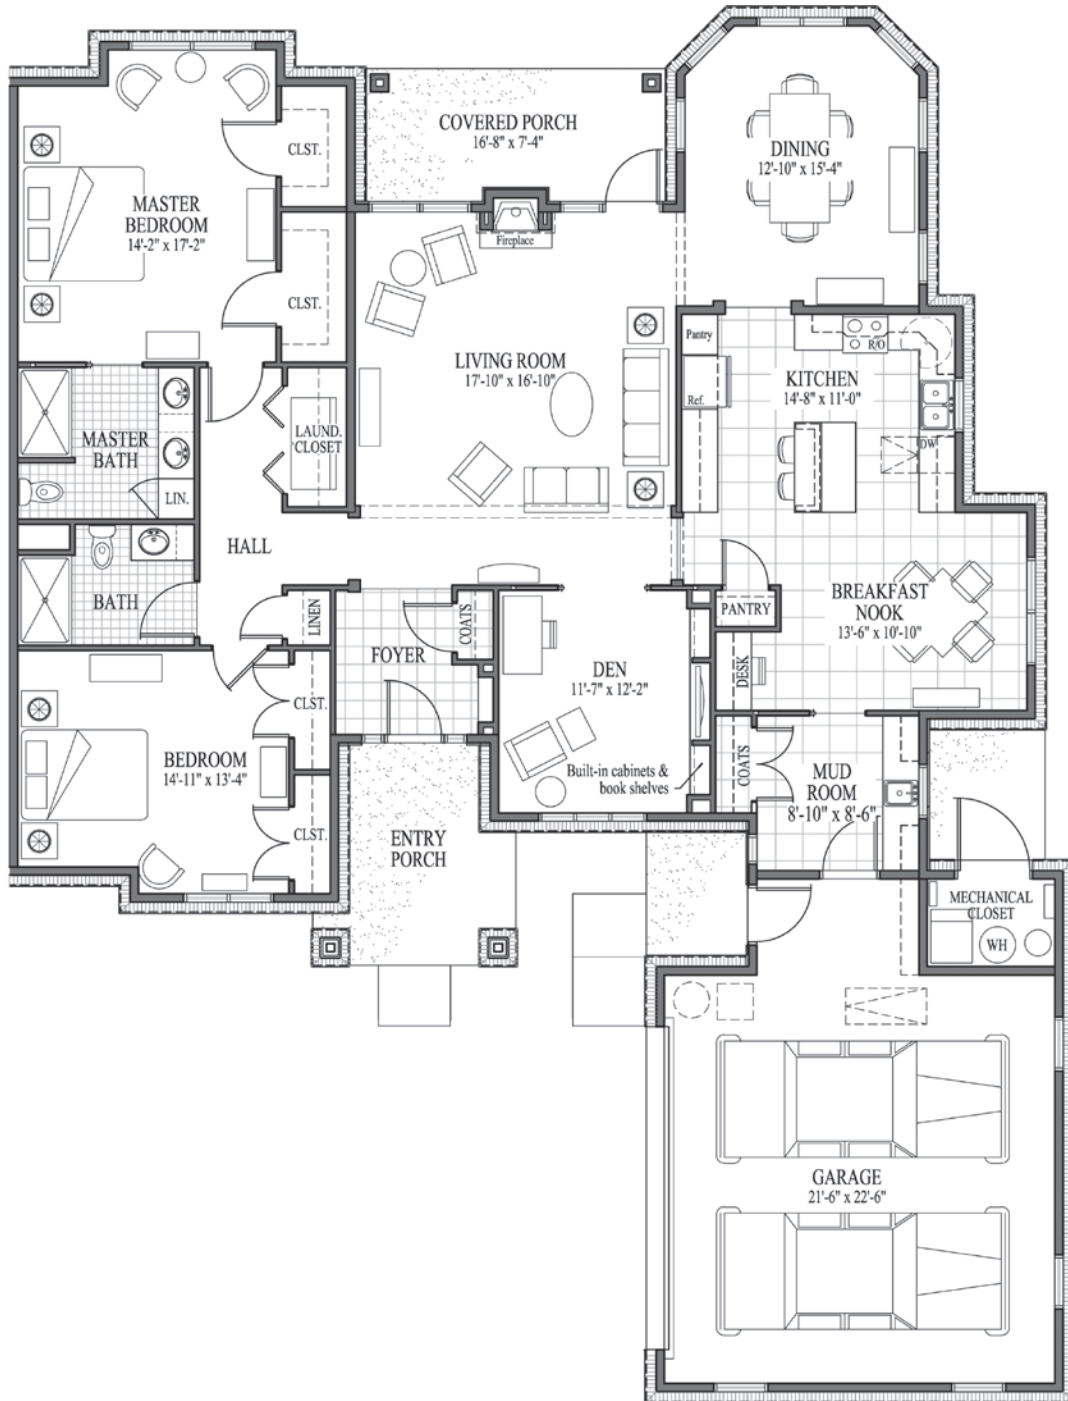 COVERED PORCH
16'-8" x 7'-4"
DINING
12'-10" x 15'-4"
CLST.
MASTER
BEDROOM
14'-2" x 17'-2"
Fireplace
CLST.
Pantry
R/O
LIVING ROOM
17'-10" x 16'-10"
KITCHEN
14'-8" x 11'-0"
Ref.
LAUND.
CLOSET
MASTER
BATH
DW
LIN.
HALL
BATH
LINEN
COATS
PANTRY
BREAKFAST
NOOK
13'-6" x 10'-10"
FOYER
DEN
11'-7" x 12'-2"
DESK
CLST.
BEDROOM
14'-11" x 13'-4"
Built-in cabinets &
book shelves
COATS
MUD
ROOM
8'-10" x 8'-6"
CLST.
ENTRY
PORCH
MECHANICAL
CLOSET
WH
GARAGE
21'-6" x 22'-6"